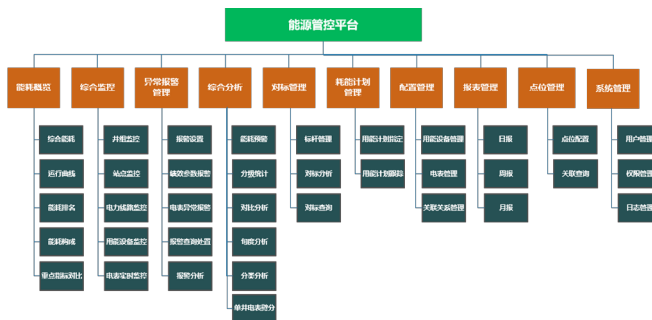 能源管控平台
能耗概览
综合监控
异常报警
管理
综合分析
对标管理
耗能计划
管理
配置管理
报表管理
点位管理
系统管理
综合能耗
运行曲线
能耗排名
能耗构成
重点指标对比
井组监控
站点监控
电力线路监控
用能设备监控
电表实时监控
报警设置
绩效参数报警
电表异常报警
报警查询处置
报警分析
能耗预警
分级统计
对比分析
旬度分析
分类分析
单井电表劈分
标杆管理
对标分析
对标查询
用能计划拟定
用能计划跟踪
用能设备管理
电表管理
关联关系管理
日报
周报
月报
点位配置
关联查询
用户管理
权限管理
日志管理